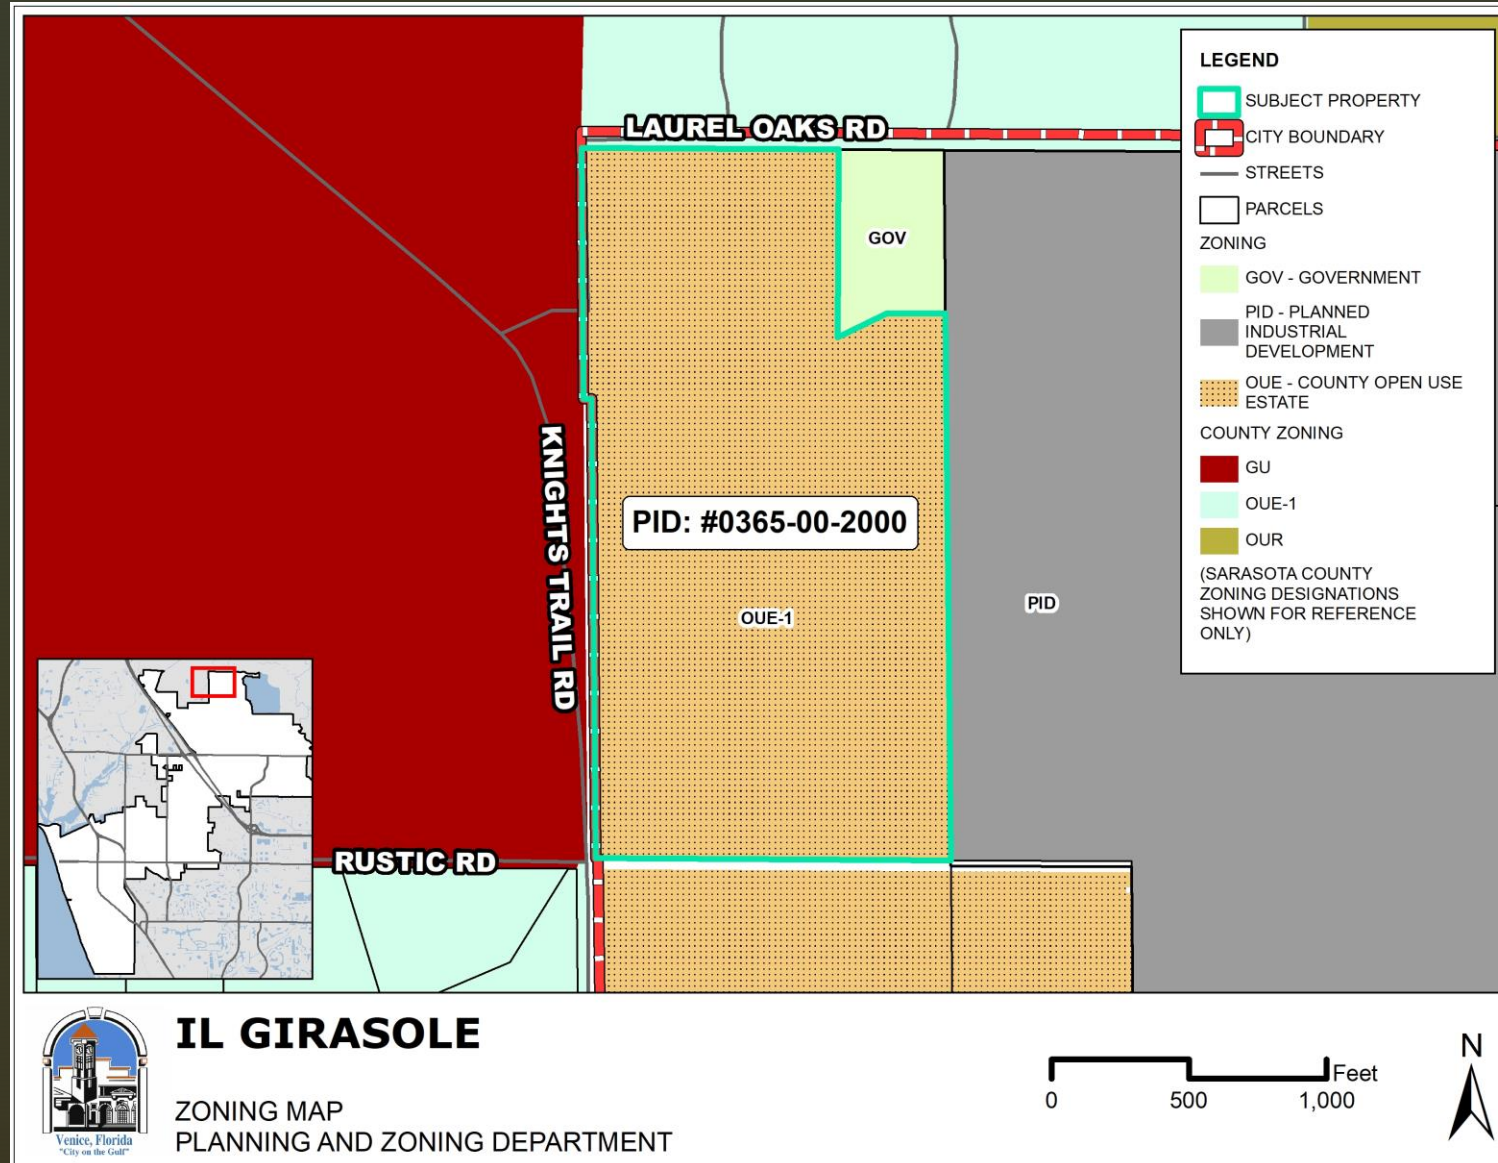 LAUREL OAKS RD
GOV
KNIGHTS TRAIL RD
PID: #0365-00-2000
OUE-1
PID
RUSTIC RD
LEGEND
SUBJECT PROPERTY
CITY BOUNDARY
STREETS
PARCELS
ZONING
GOV - GOVERNMENT
PID - PLANNED
INDUSTRIAL
DEVELOPMENT
OUE - COUNTY OPEN USE
ESTATE
COUNTY ZONING
GU
OUE-1
OUR
(SARASOTA COUNTY
ZONING DESIGNATIONS
SHOWN FOR REFERENCE
ONLY)
IL GIRASOLE
ZONING MAP
PLANNING AND ZONING DEPARTMENT
Venice, Florida
"City on the Gulf"
Feet
0 500 1,000
N